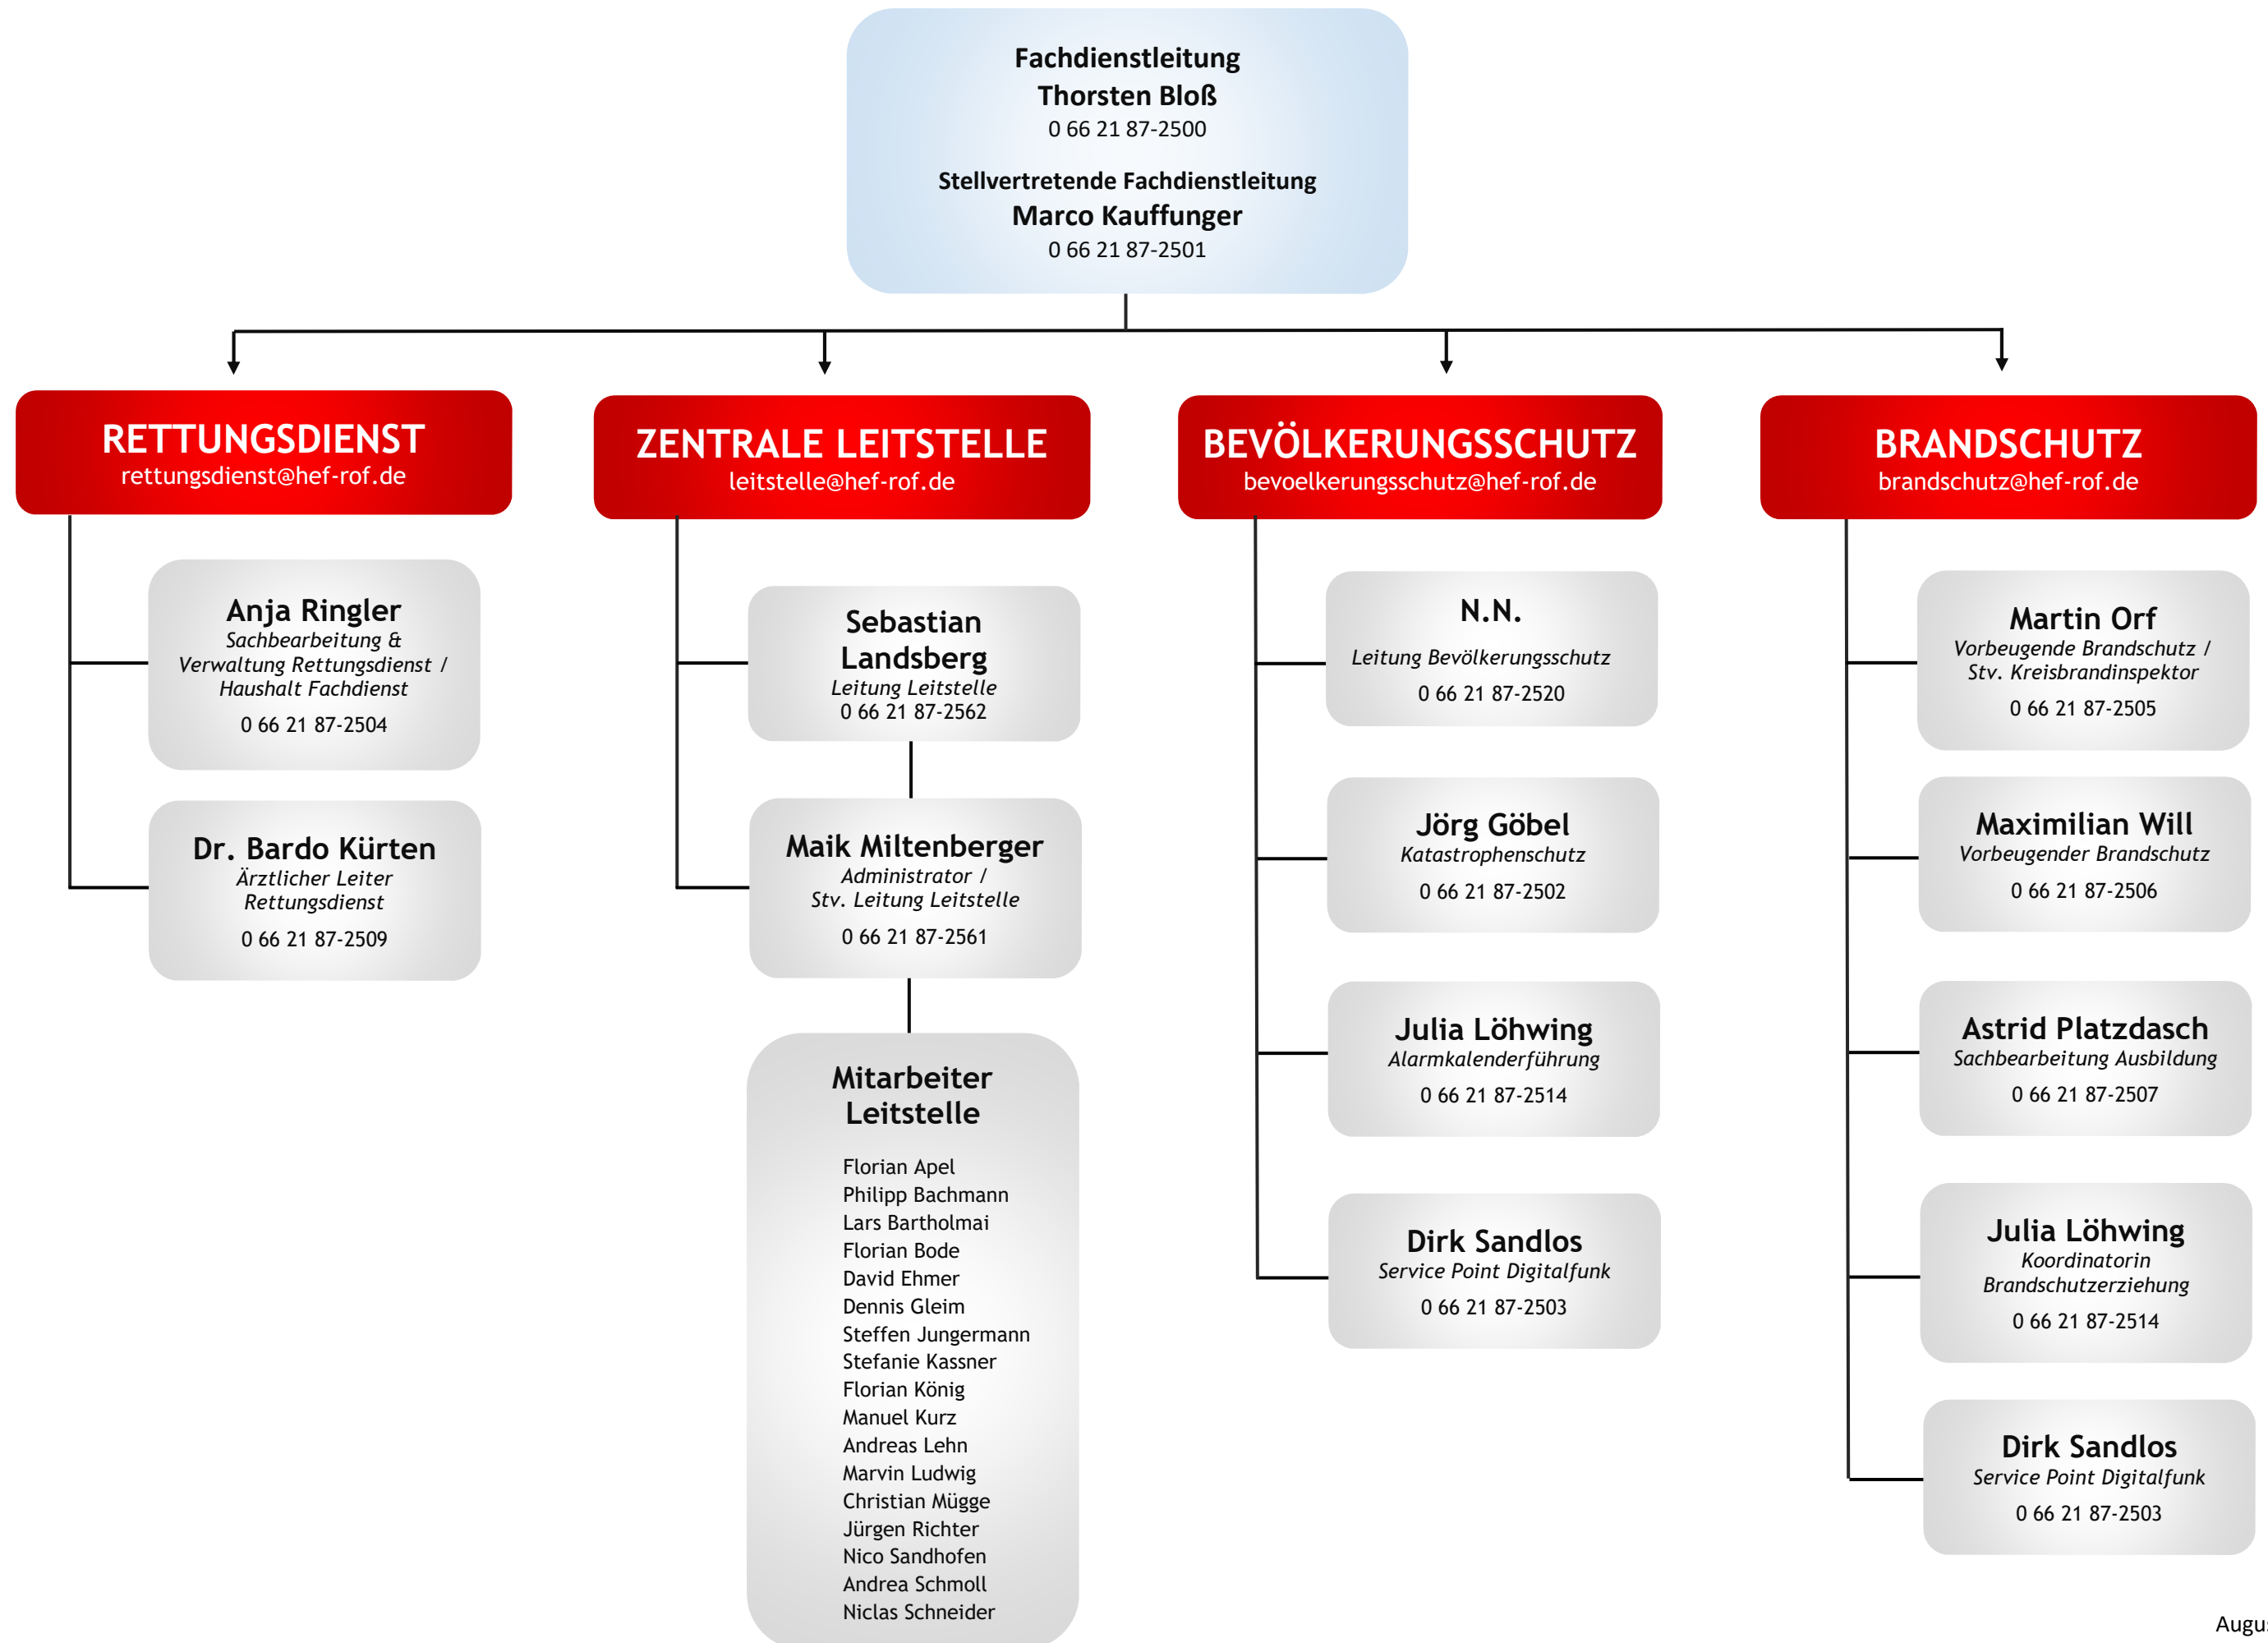 Fachdienstleitung
Thorsten Bloß
0 66 21 87-2500
Stellvertretende Fachdienstleitung
Marco Kauffunger
0 66 21 87-2501
RETTUNGSDIENST
rettungsdienst@hef-rof.de
Anja Ringler
Sachbearbeitung &
Verwaltung Rettungsdienst /
Haushalt Fachdienst
0 66 21 87-2504
Dr. Bardo Kürten
Ärztlicher Leiter
Rettungsdienst
0 66 21 87-2509
ZENTRALE LEITSTELLE
leitstelle@hef-rof.de
Sebastian
Landsberg
Leitung Leitstelle
0 66 21 87-2562
Maik Miltenberger
Administrator /
Stv. Leitung Leitstelle
0 66 21 87-2561
Mitarbeiter
Leitstelle
Florian Apel
Philipp Bachmann
Lars Bartholmai
Florian Bode
David Ehmer
Dennis Gleim
Steffen Jungermann
Stefanie Kassner
Florian König
Manuel Kurz
Andreas Lehn
Marvin Ludwig
Christian Mügge
Jürgen Richter
Nico Sandhofen
Andrea Schmoll
Niclas Schneider
BEVÖLKERUNGSSCHUTZ
bevoelkerungsschutz@hef-rof.de
N.N.
Leitung Bevölkerungsschutz
0 66 21 87-2520
Jörg Göbel
Katastrophenschutz
0 66 21 87-2502
Julia Löhwing
Alarmkalenderführung
0 66 21 87-2514
Dirk Sandlos
Service Point Digitalfunk
0 66 21 87-2503
BRANDSCHUTZ
brandschutz@hef-rof.de
Martin Orf
Vorbeugende Brandschutz /
Stv. Kreisbrandinspektor
0 66 21 87-2505
Maximilian Will
Vorbeugender Brandschutz
0 66 21 87-2506
Astrid Platzdasch
Sachbearbeitung Ausbildung
0 66 21 87-2507
Julia Löhwing
Koordinatorin
Brandschutzerziehung
0 66 21 87-2514
Dirk Sandlos
Service Point Digitalfunk
0 66 21 87-2503